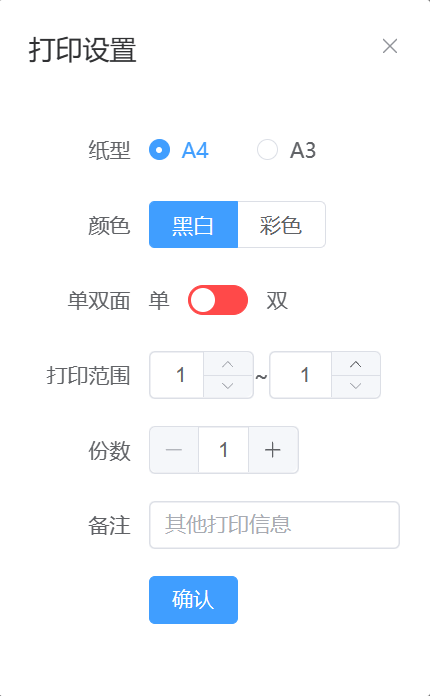 打印设置
纸型 A4 A3
颜色 黑白 彩色
单双面 单 双
打印范围 1 ~ 1
份数 1
备注 其他打印信息
确认